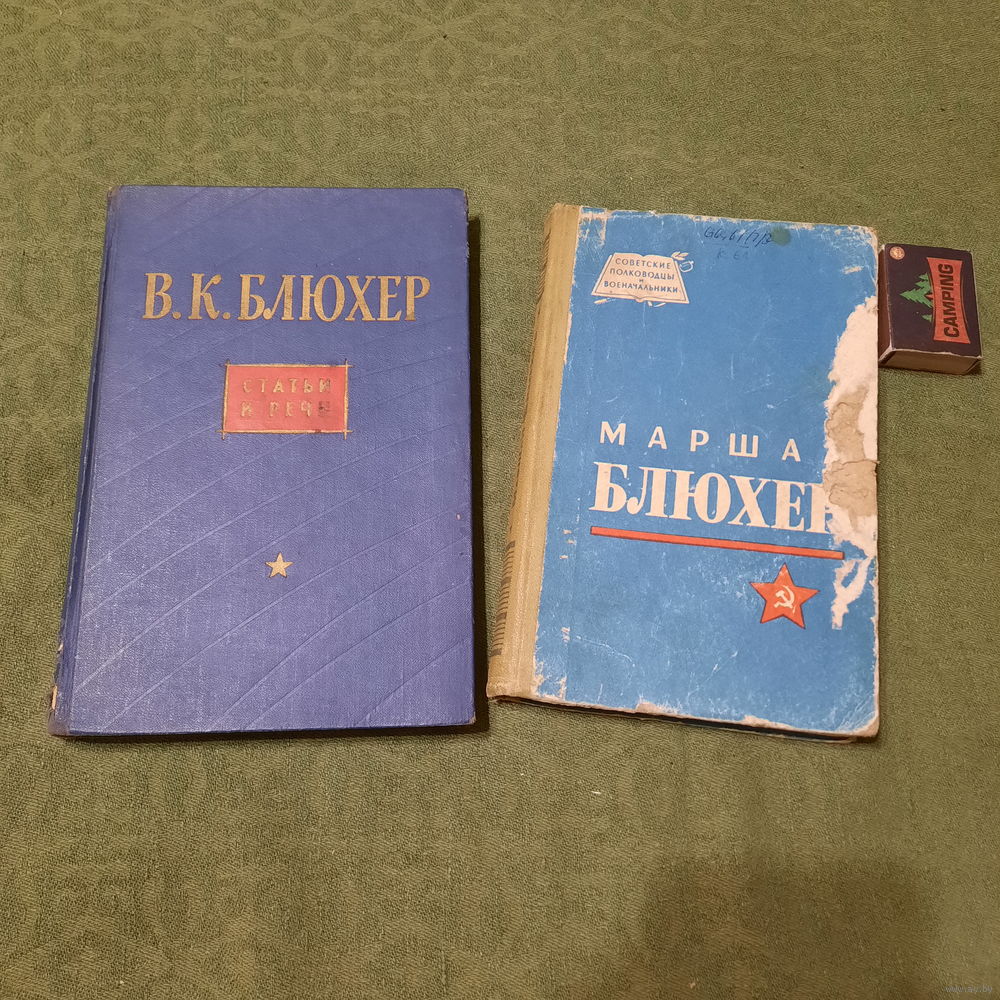 В. К. БЛЮХЕР
СТАТЬИ
И РЕЧИ
СОВЕТСКИЕ
ПОЛКОВОДЦЫ
И
ВОЕНАЧАЛЬНИКИ
МАРША
БЛЮХЕР
CAMPING